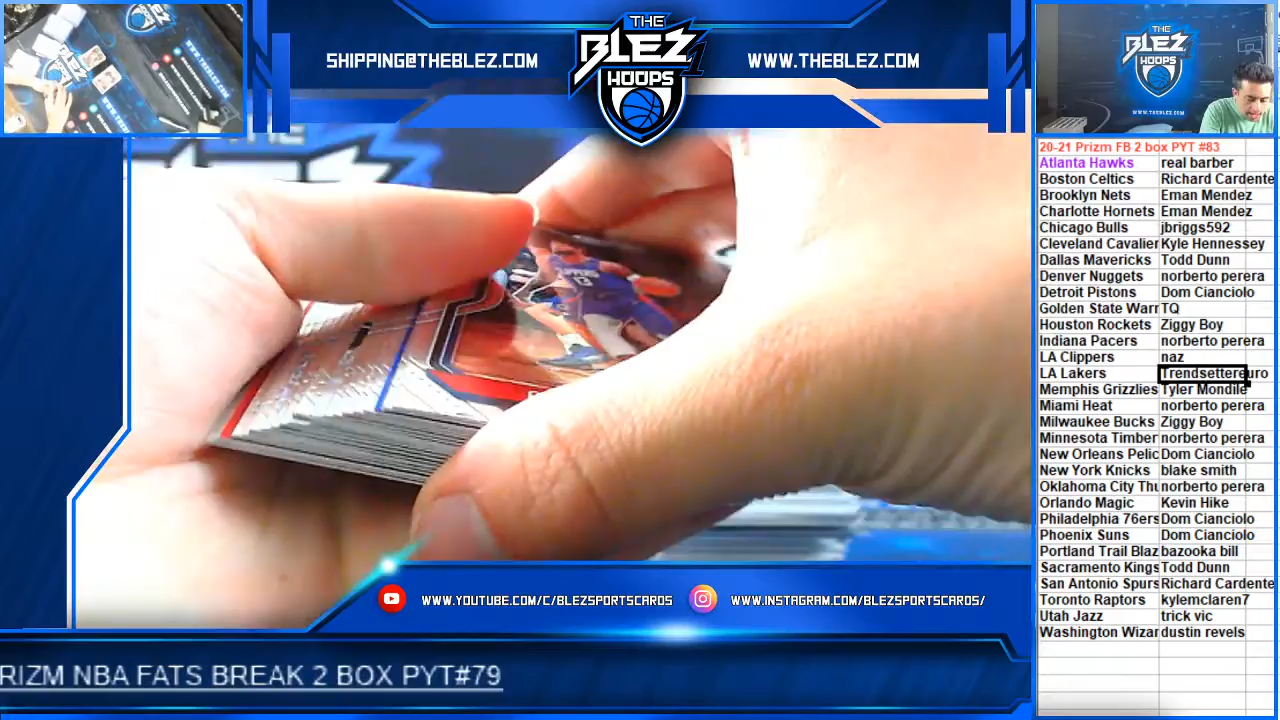 SHIPPING@THEBLEZ.COM
THE
BLEZ
HOOPS
1
WWW.THEBLEZ.COM
THE
BLEZ
HOOPS
WWW.THEBLEZ.COM
20-21 Prizm FB 2 box PYT #83
Atlanta Hawks real barber
Boston Celtics Richard Cardente
Brooklyn Nets Eman Mendez
Charlotte Hornets Eman Mendez
Chicago Bulls jbriggs592
Cleveland Cavalier Kyle Hennessey
Dallas Mavericks Todd Dunn
Denver Nuggets norberto perera
Detroit Pistons Dom Cianciolo
Golden State Warr TQ
Houston Rockets Ziggy Boy
Indiana Pacers norberto perera
LA Clippers naz
LA Lakers Trendsettereuro
Memphis Grizzlies Tyler Mondile
Miami Heat norberto perera
Milwaukee Bucks Ziggy Boy
Minnesota Timber norberto perera
New Orleans Pelic Dom Cianciolo
New York Knicks blake smith
Oklahoma City Thu norberto perera
Orlando Magic Kevin Hike
Philadelphia 76ers Dom Cianciolo
Phoenix Suns Dom Cianciolo
Portland Trail Blaz bazooka bill
Sacramento Kings Todd Dunn
San Antonio Spurs Richard Cardente
Toronto Raptors kylemclaren7
Utah Jazz trick vic
Washington Wizar dustin revels
WWW.YOUTUBE.COM/C/BLEZSPORTSCARDS
WWW.INSTAGRAM.COM/BLEZSPORTSCARDS/
RIZM NBA FATS BREAK 2 BOX PYT#79